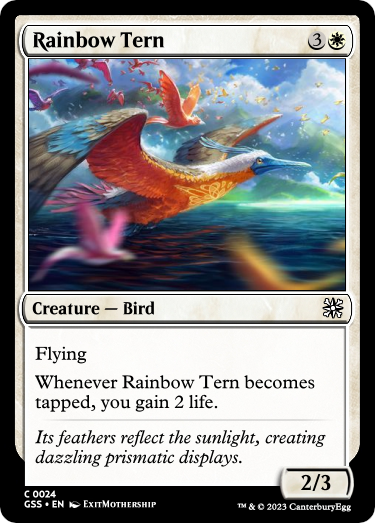 Rainbow Tern 3
Creature — Bird
Flying
Whenever Rainbow Tern becomes
tapped, you gain 2 life.
Its feathers reflect the sunlight, creating
dazzling prismatic displays.
2/3
C 0024
GSS • EN ExitMothership
™ & © 2023 CanterburyEgg